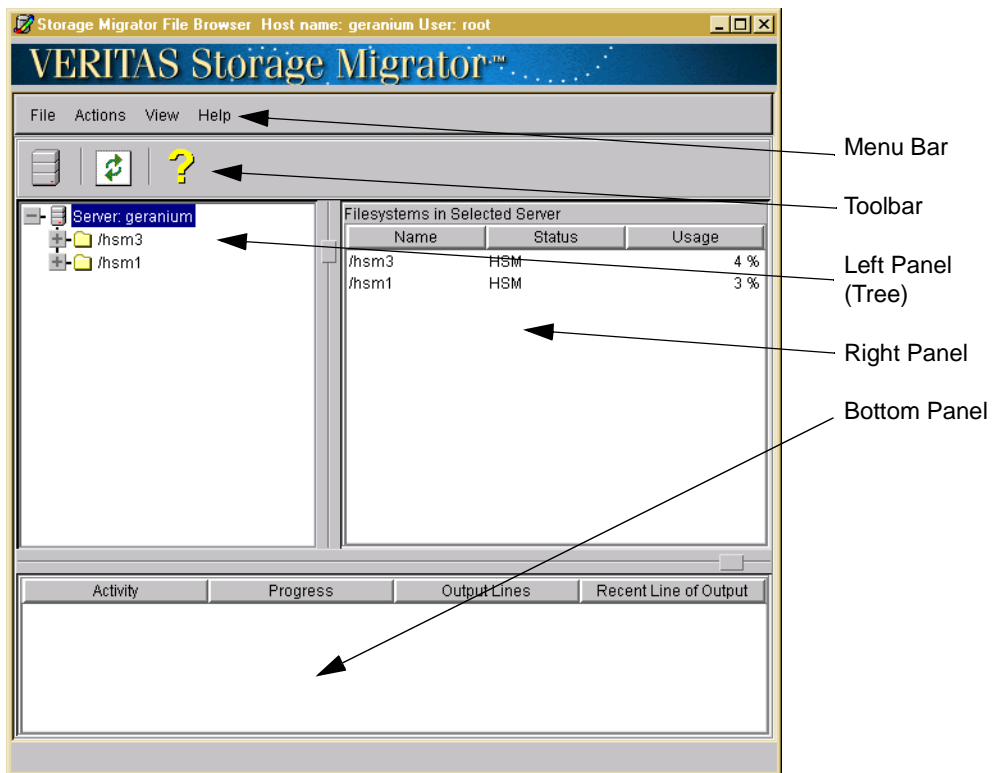 Storage Migrator File Browser Host name: geranium User: root
VERITAS Storage Migrator™
File Actions View Help
Menu Bar
Toolbar
Server: geranium
/hsm3
/hsm1
Filesystems in Selected Server
Name Status Usage
/hsm3 HSM 4 %
/hsm1 HSM 3 %
Left Panel
(Tree)
Right Panel
Bottom Panel
Activity Progress Output Lines Recent Line of Output